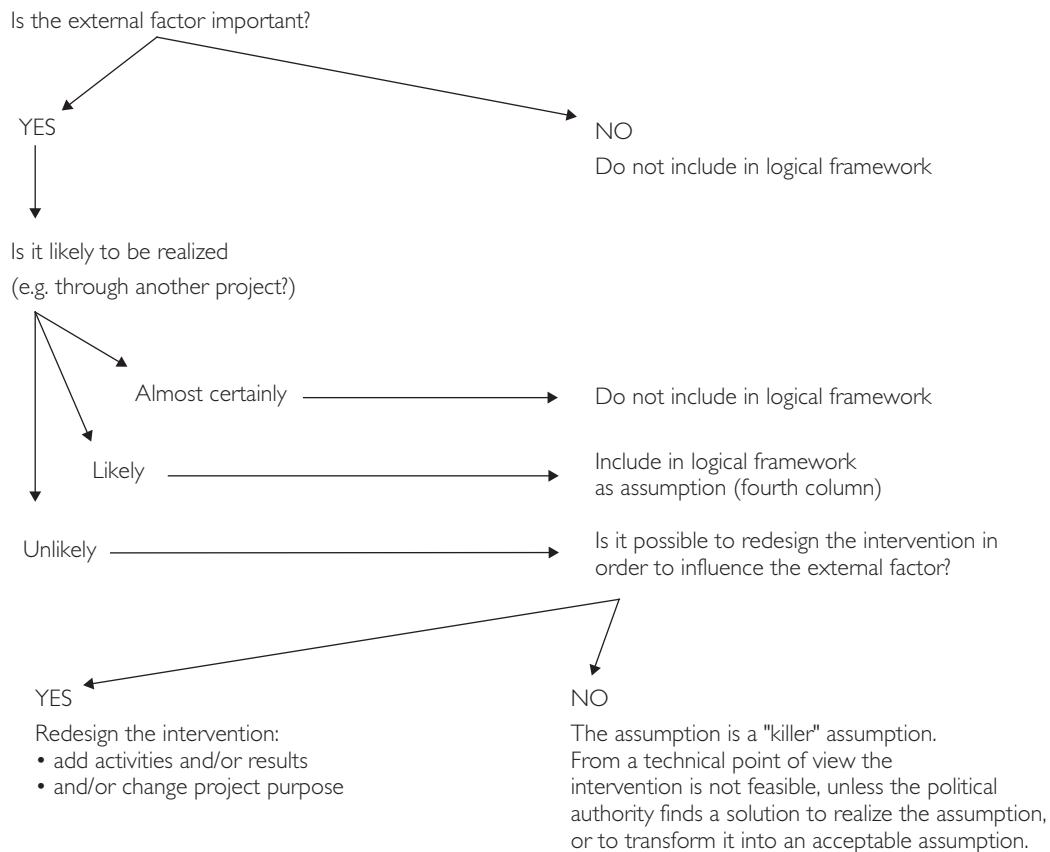 Is the external factor important?
YES
NO
Do not include in logical framework
Is it likely to be realized
(e.g. through another project?)
Almost certainly
Do not include in logical framework
Likely
Include in logical framework
as assumption (fourth column)
Unlikely
Is it possible to redesign the intervention in
order to influence the external factor?
YES
Redesign the intervention:
• add activities and/or results
• and/or change project purpose
NO
The assumption is a "killer" assumption.
From a technical point of view the
intervention is not feasible, unless the political
authority finds a solution to realize the assumption,
or to transform it into an acceptable assumption.